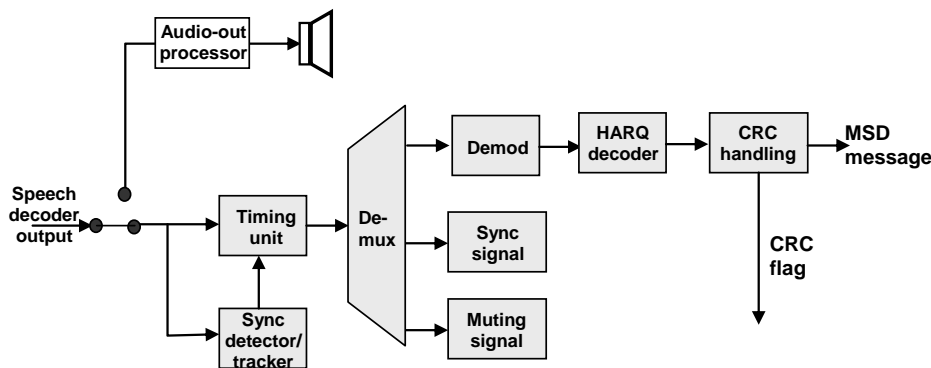 Audio-out
processor
Speech
decoder
output
Timing
unit
Sync
detector/
tracker
De-
mux
Demod
HARQ
decoder
CRC
handling
MSD
message
Sync
signal
Muting
signal
CRC
flag